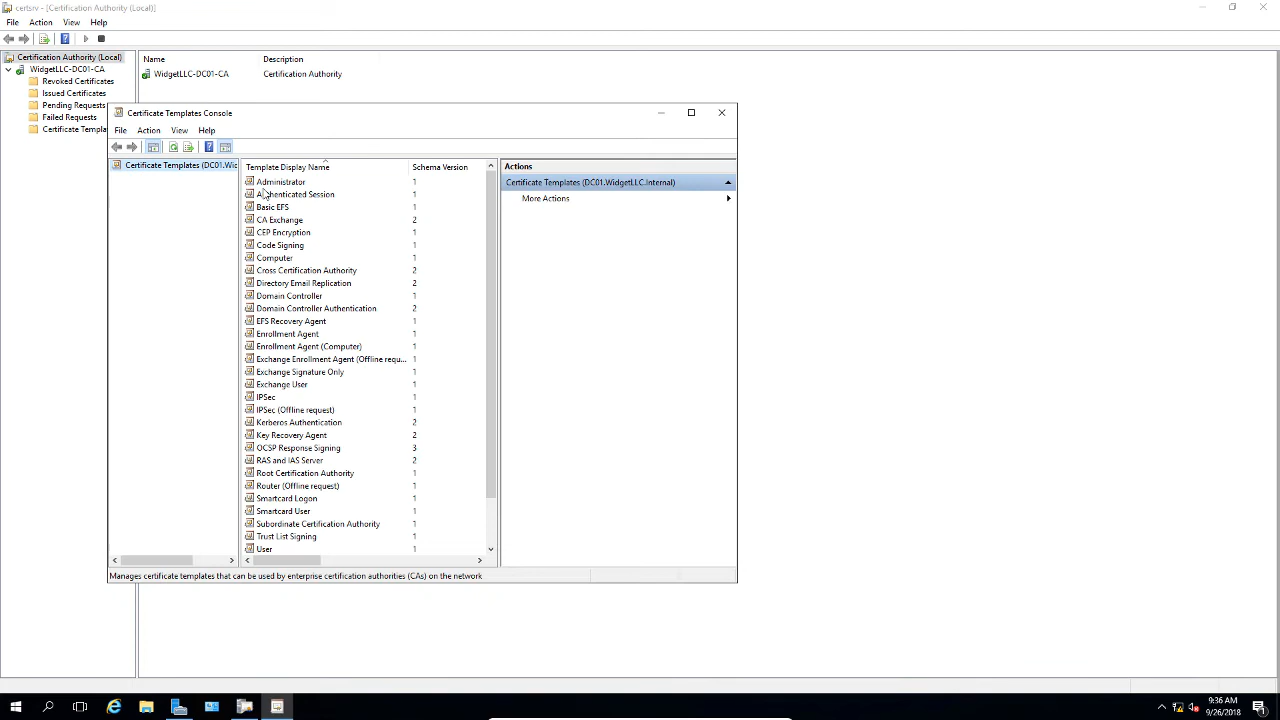 certsrv - [Certification Authority (Local)]
File Action View Help
Certification Authority (Local)
WidgetLLC-DC01-CA
Revoked Certificates
Issued Certificates
Pending Requests
Failed Requests
Certificate Templa
Name Description
WidgetLLC-DC01-CA Certification Authority
Certificate Templates Console
File Action View Help
Certificate Templates (DC01.Wid
Template Display Name Schema Version
Administrator 1
Authenticated Session 1
Basic EFS 1
CA Exchange 2
CEP Encryption 1
Code Signing 1
Computer 1
Cross Certification Authority 2
Directory Email Replication 2
Domain Controller 1
Domain Controller Authentication 2
EFS Recovery Agent 1
Enrollment Agent 1
Enrollment Agent (Computer) 1
Exchange Enrollment Agent (Offline requ... 1
Exchange Signature Only 1
Exchange User 1
IPSec 1
IPSec (Offline request) 1
Kerberos Authentication 2
Key Recovery Agent 2
OCSP Response Signing 3
RAS and IAS Server 2
Root Certification Authority 1
Router (Offline request) 1
Smartcard Logon 1
Smartcard User 1
Subordinate Certification Authority 1
Trust List Signing 1
User 1
Actions
Certificate Templates (DC01.WidgetLLC.Internal)
More Actions
Manages certificate templates that can be used by enterprise certification authorities (CAs) on the network
9:36 AM
9/26/2018
1